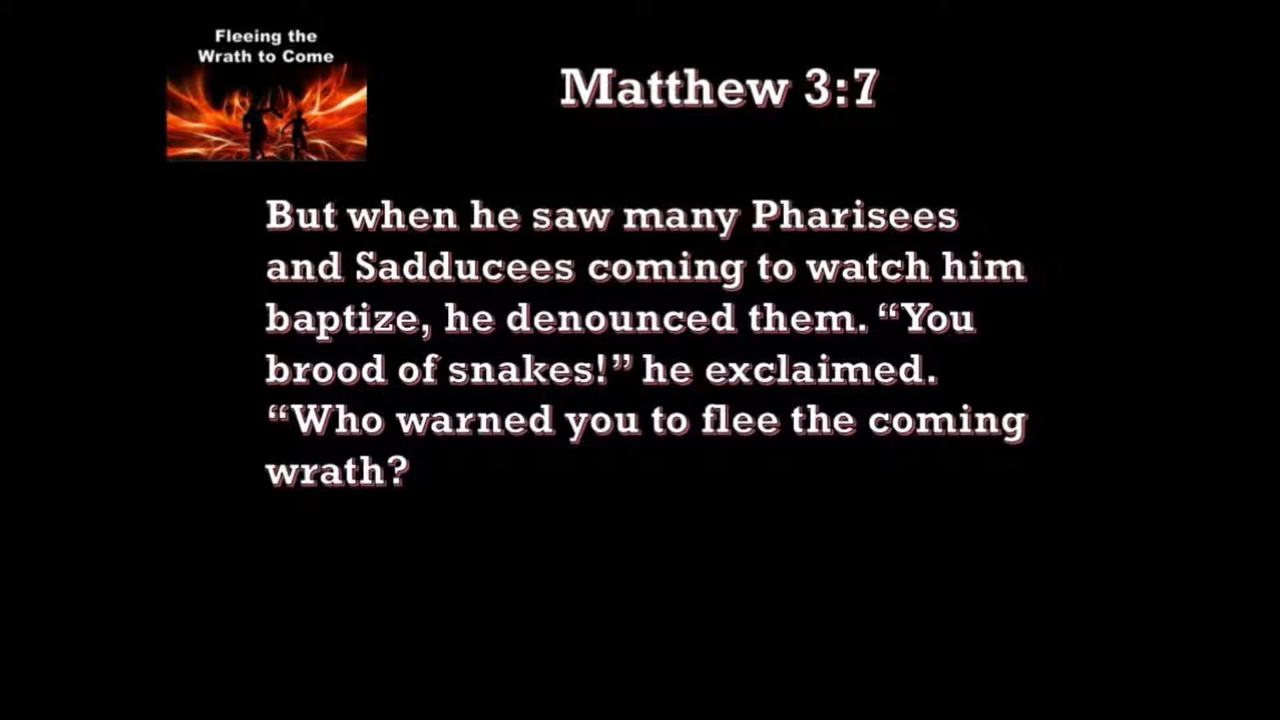 Fleeing the
Wrath to Come
Matthew 3:7
But when he saw many Pharisees
and Sadducees coming to watch him
baptize, he denounced them. “You
brood of snakes!” he exclaimed.
“Who warned you to flee the coming
wrath?